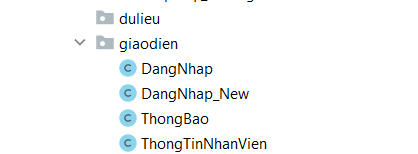 dulieu
giaodien
DangNhap
DangNhap_New
ThongBao
ThongTinNhanVien